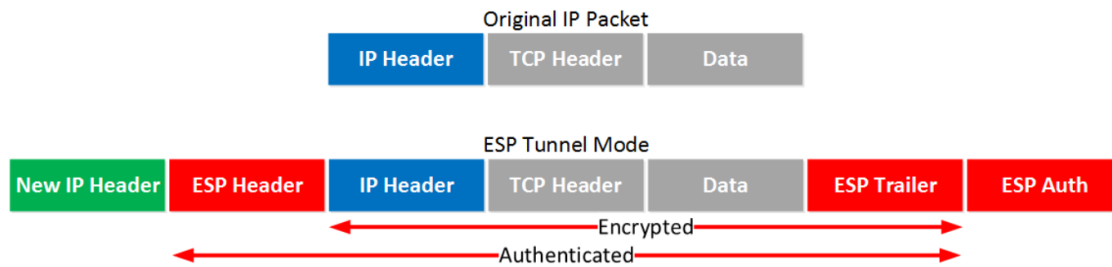 Original IP Packet
IP Header TCP Header Data
ESP Tunnel Mode
New IP Header ESP Header IP Header TCP Header Data ESP Trailer ESP Auth
Encrypted
Authenticated